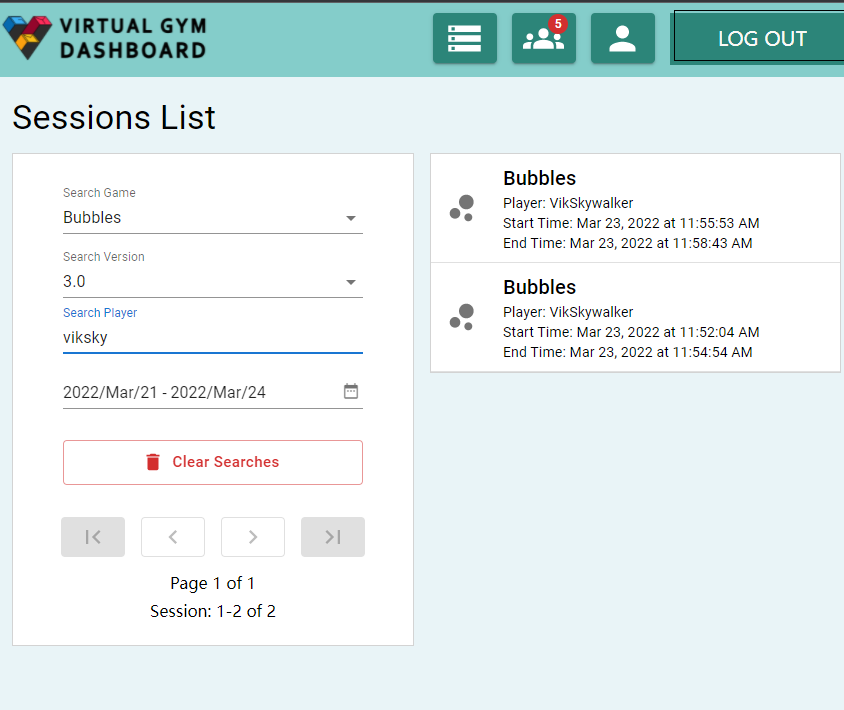 VIRTUAL GYM
DASHBOARD
5
LOG OUT
Sessions List
Search Game
Bubbles
Search Version
3.0
Search Player
viksky
2022/Mar/21 - 2022/Mar/24
Clear Searches
Page 1 of 1
Session: 1-2 of 2
Bubbles
Player: VikSkywalker
Start Time: Mar 23, 2022 at 11:55:53 AM
End Time: Mar 23, 2022 at 11:58:43 AM
Bubbles
Player: VikSkywalker
Start Time: Mar 23, 2022 at 11:52:04 AM
End Time: Mar 23, 2022 at 11:54:54 AM